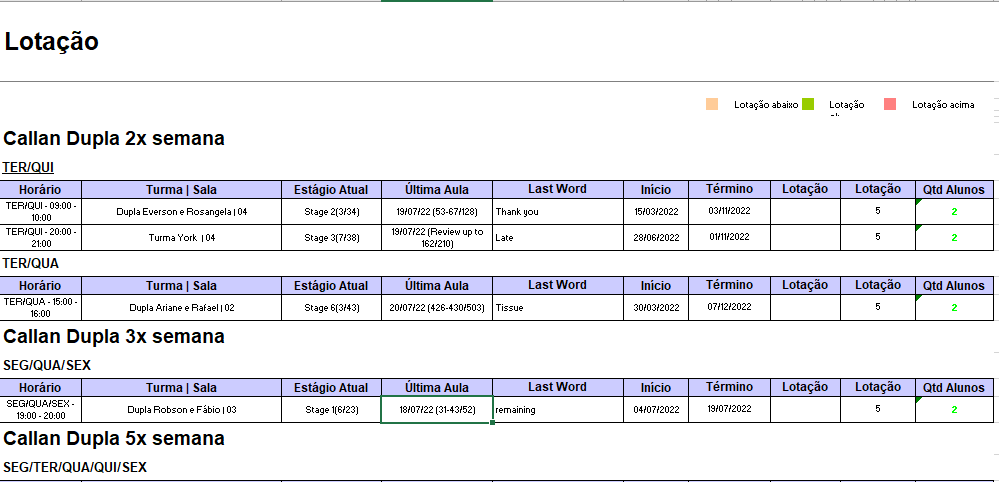 Lotação
Lotação abaixo Lotação Lotação acima
Callan Dupla 2x semana
TER/QUI
Horário Turma | Sala Estágio Atual Última Aula Last Word Início Término Lotação Lotação Qtd Alunos
TER/QUI - 09:00 - 10:00 Dupla Everson e Rosangela | 04 Stage 2(3/34) 19/07/22 (53-67/128) Thank you 15/03/2022 03/11/2022 5 2
TER/QUI - 20:00 - 21:00 Turma York | 04 Stage 3(7/38) 19/07/22 (Review up to 162/210) Late 28/06/2022 01/11/2022 5 2
TER/QUA
Horário Turma | Sala Estágio Atual Última Aula Last Word Início Término Lotação Lotação Qtd Alunos
TER/QUA - 15:00 - 16:00 Dupla Ariane e Rafael | 02 Stage 6(3/43) 20/07/22 (426-430/503) Tissue 30/03/2022 07/12/2022 5 2
Callan Dupla 3x semana
SEG/QUA/SEX
Horário Turma | Sala Estágio Atual Última Aula Last Word Início Término Lotação Lotação Qtd Alunos
SEG/QUA/SEX - 19:00 - 20:00 Dupla Robson e Fábio | 03 Stage 1(6/23) 18/07/22 (31-43/52) remaining 04/07/2022 19/07/2022 5 2
Callan Dupla 5x semana
SEG/TER/QUA/QUI/SEX